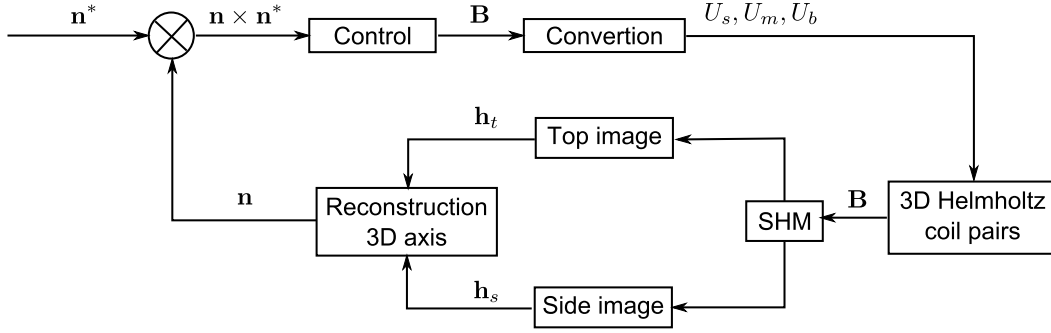 n*
n × n*
Control
B
Convertion
U_s, U_m, U_b
h_t
Top image
n
Reconstruction
3D axis
SHM
B
3D Helmholtz
coil pairs
h_s
Side image